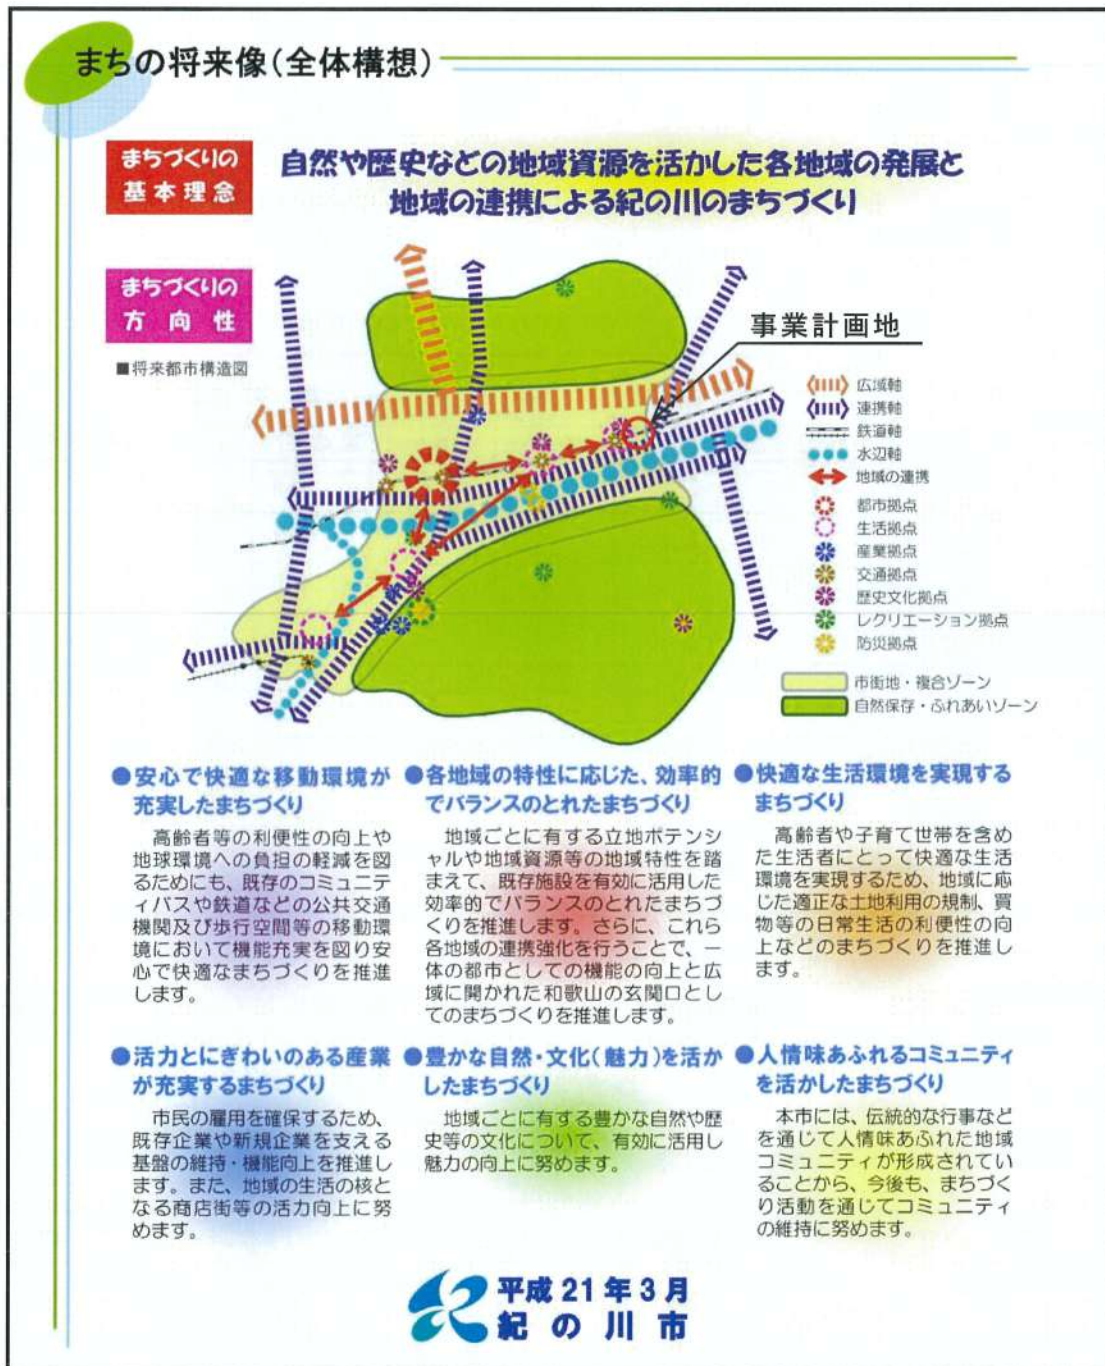 まちの将来像(全体構想)
まちづくりの
基本理念
自然や歴史などの地域資源を活かした各地域の発展と
地域の連携による紀の川のまちづくり
まちづくりの
方向性
■将来都市構造図
事業計画地
広域軸
連携軸
鉄道軸
水辺軸
地域の連携
都市拠点
生活拠点
産業拠点
交通拠点
歴史文化拠点
レクリエーション拠点
防災拠点
市街地・複合ゾーン
自然保存・ふれあいゾーン
●安心で快適な移動環境が
充実したまちづくり
高齢者等の利便性の向上や
地球環境への負担の軽減を図
るためにも、既存のコミュニテ
ィバスや鉄道などの公共交通
機関及び歩行空間等の移動環
境において機能充実を図り安
心で快適なまちづくりを推進
します。
●各地域の特性に応じた、効率的
でバランスのとれたまちづくり
地域ごとに有する立地ポテンシ
ャルや地域資源等の地域特性を踏
まえて、既存施設を有効に活用した
効率的でバランスのとれたまちづ
くりを推進します。さらに、これら
各地域の連携強化を行うことで、一
体の都市としての機能の向上と広
域に開かれた和歌山の玄関口とし
てのまちづくりを推進します。
●快適な生活環境を実現する
まちづくり
高齢者や子育て世帯を含め
た生活者にとって快適な生活
環境を実現するため、地域に応
じた適正な土地利用の規制、買
物等の日常生活の利便性の向
上などのまちづくりを推進し
ます。
●活力とにぎわいのある産業
が充実するまちづくり
市民の雇用を確保するため、
既存企業や新規企業を支える
基盤の維持・機能向上を推進し
ます。また、地域の生活の核と
なる商店街等の活力向上に努
めます。
●豊かな自然・文化(魅力)を活か
したまちづくり
地域ごとに有する豊かな自然や歴
史等の文化について、有効に活用し
魅力の向上に努めます。
●人情味あふれるコミュニティ
を活かしたまちづくり
本市には、伝統的な行事など
を通じて人情味あふれた地域
コミュニティが形成されてい
ることから、今後も、まちづく
り活動を通じてコミュニティ
の維持に努めます。
平成21年3月
紀の川市